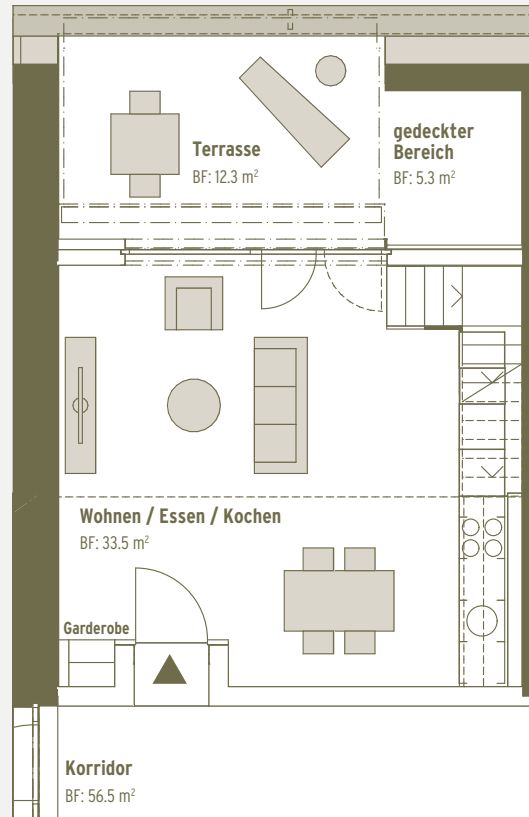 Terrasse
BF: 12.3 m²
gedeckter
Bereich
BF: 5.3 m²
Wohnen / Essen / Kochen
BF: 33.5 m²
Garderobe
Korridor
BF: 56.5 m²